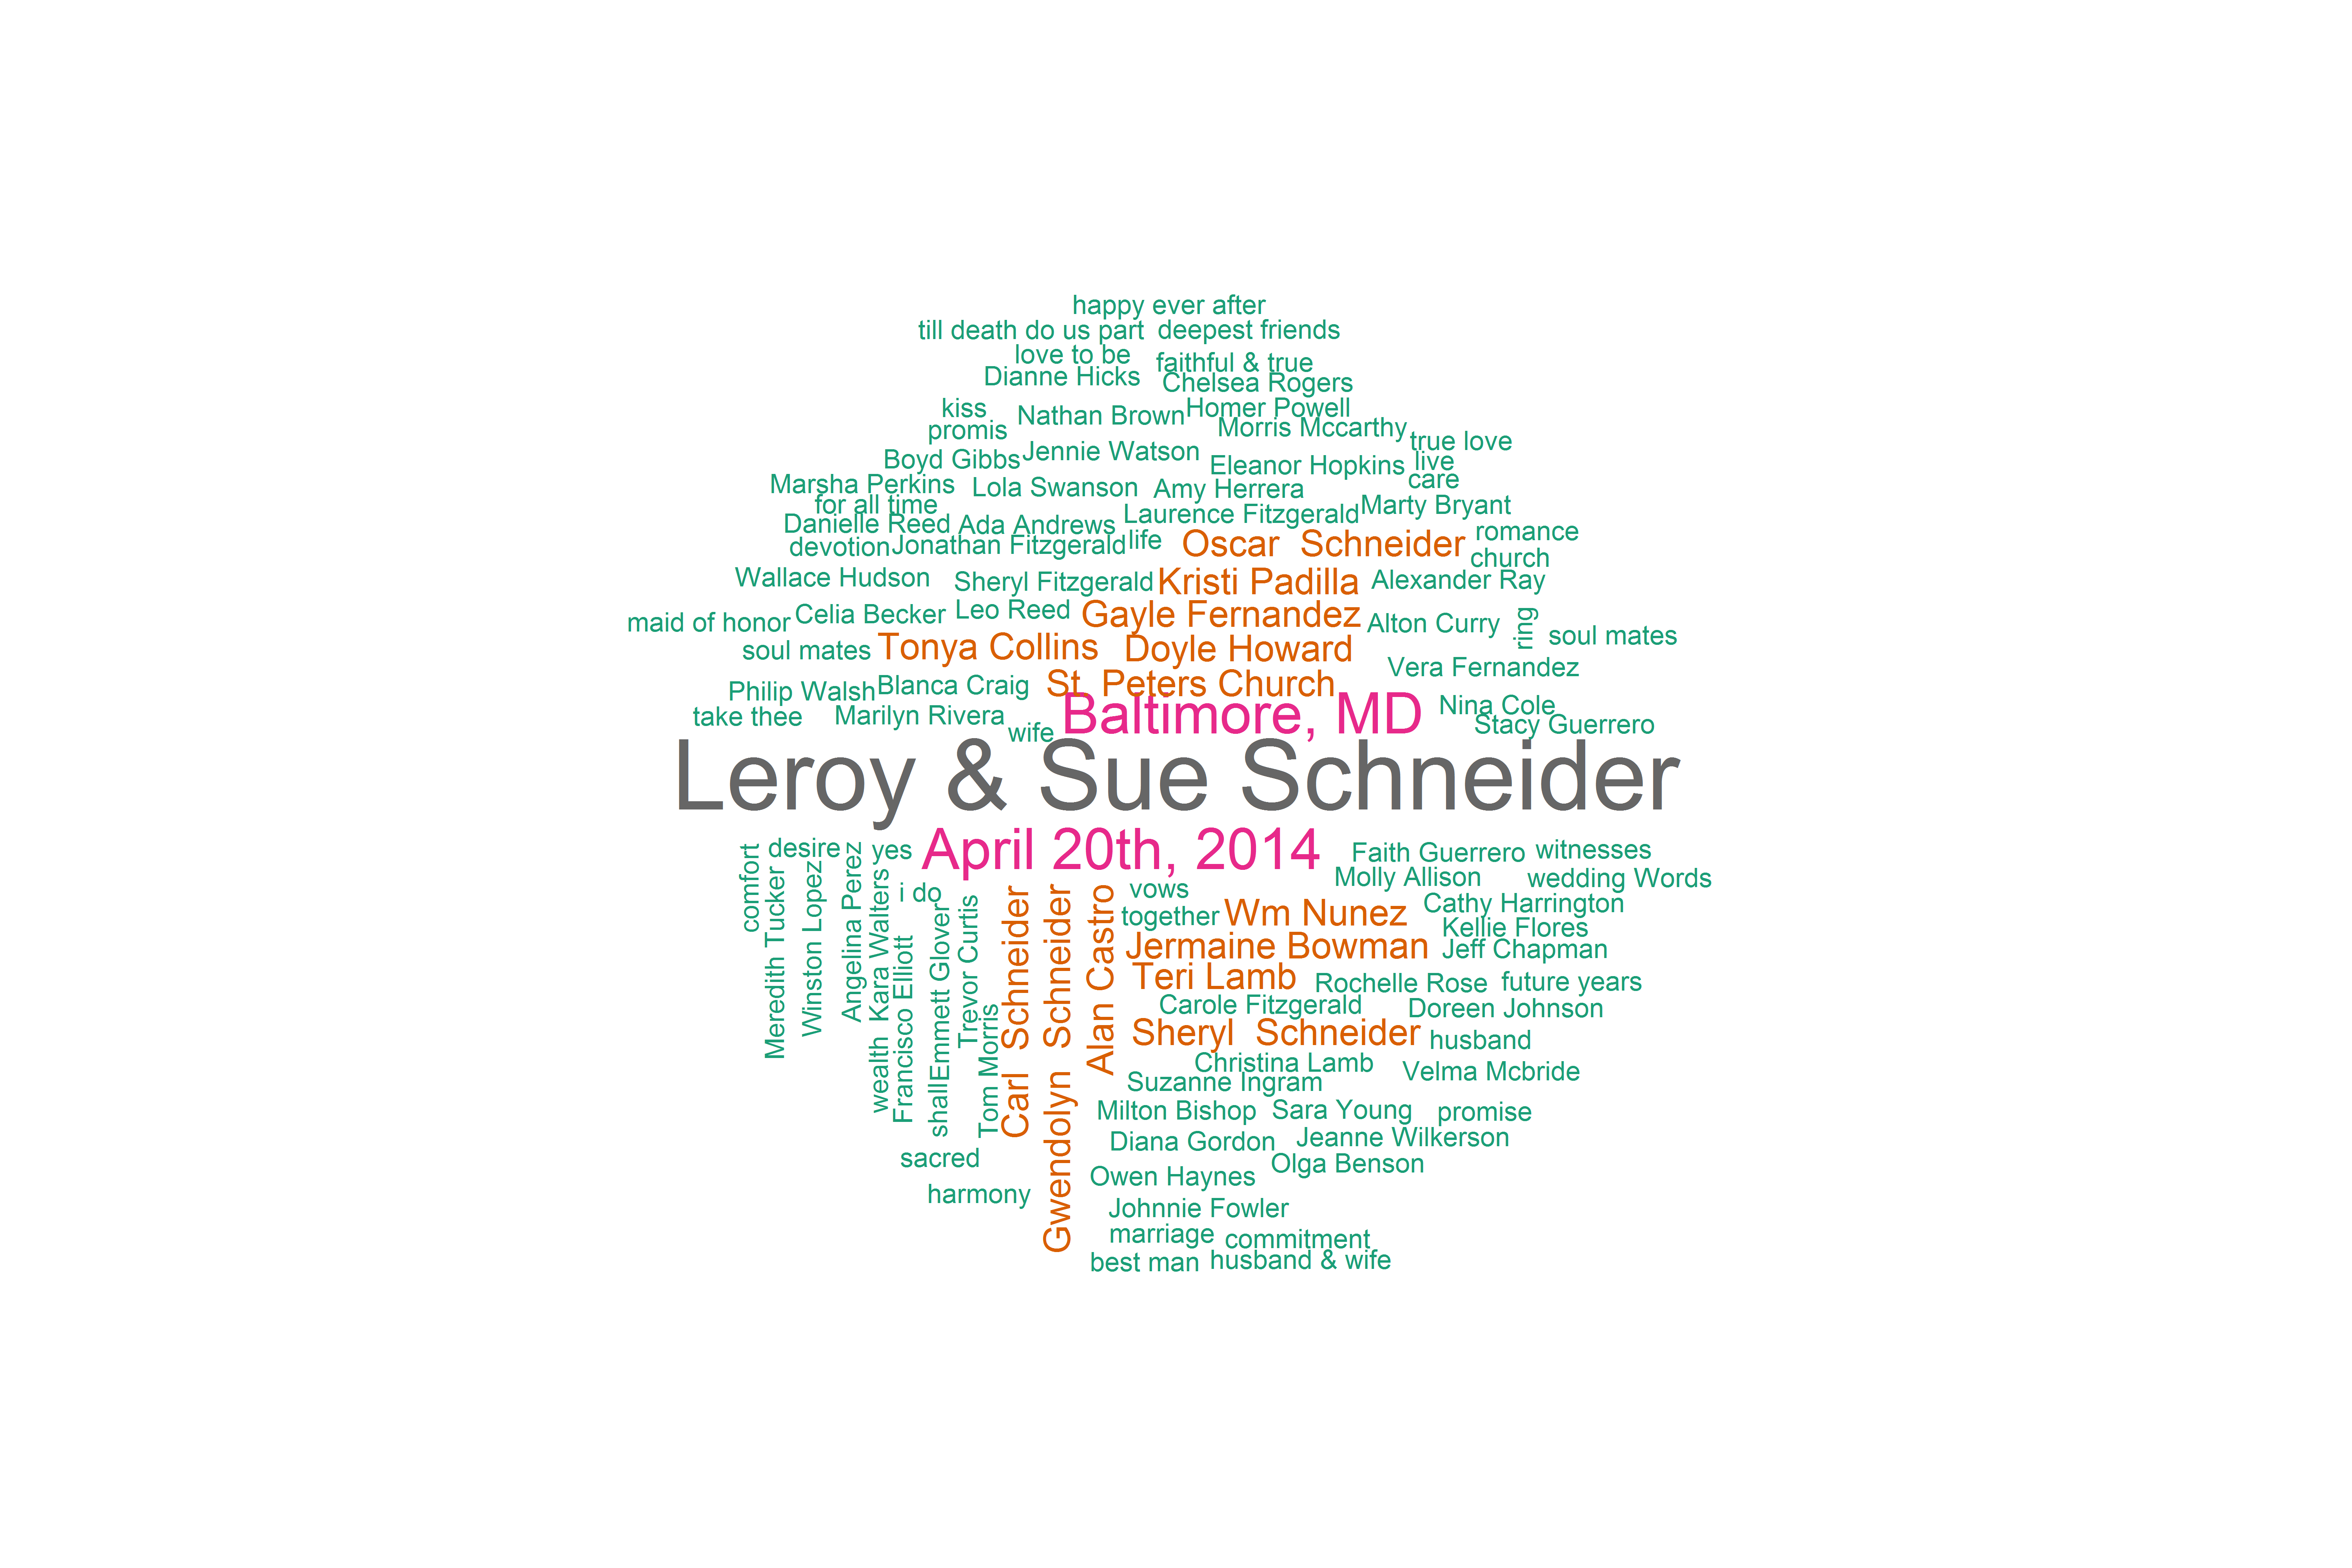 happy ever after
till death do us part
deepest friends
love to be
faithful & true
Dianne Hicks
Chelsea Rogers
kiss
Nathan Brown
Homer Powell
promis
Morris Mccarthy
true love
Boyd Gibbs
Jennie Watson
Eleanor Hopkins
live
Marsha Perkins
Lola Swanson
Amy Herrera
care
for all time
Marty Bryant
Danielle Reed
Ada Andrews
Laurence Fitzgerald
devotion
Jonathan Fitzgerald
life
Oscar  Schneider
romance
church
Wallace Hudson
Sheryl Fitzgerald
Kristi Padilla
Alexander Ray
maid of honor
Celia Becker
Leo Reed
Gayle Fernandez
Alton Curry
ring
soul mates
soul mates
Tonya Collins
Doyle Howard
Vera Fernandez
Philip Walsh
Blanca Craig
St. Peters Church
take thee
Marilyn Rivera
wife
Baltimore, MD
Nina Cole
Stacy Guerrero
Leroy & Sue Schneider
comfort
desire
yes
April 20th, 2014
Faith Guerrero
witnesses
Meredith Tucker
Winston Lopez
Angelina Perez
Kara Walters
i do
vows
Molly Allison
wedding Words
wealth
Francisco Elliott
shall
Emmett Glover
Trevor Curtis
Tom Morris
Carl  Schneider
Gwendolyn  Schneider
Alan Castro
together
Wm Nunez
Cathy Harrington
Kellie Flores
Jermaine Bowman
Jeff Chapman
Teri Lamb
Rochelle Rose
future years
Carole Fitzgerald
Doreen Johnson
Sheryl  Schneider
husband
Christina Lamb
Velma Mcbride
Suzanne Ingram
Milton Bishop
Sara Young
promise
Diana Gordon
Jeanne Wilkerson
sacred
Olga Benson
Owen Haynes
harmony
Johnnie Fowler
marriage
commitment
best man
husband & wife